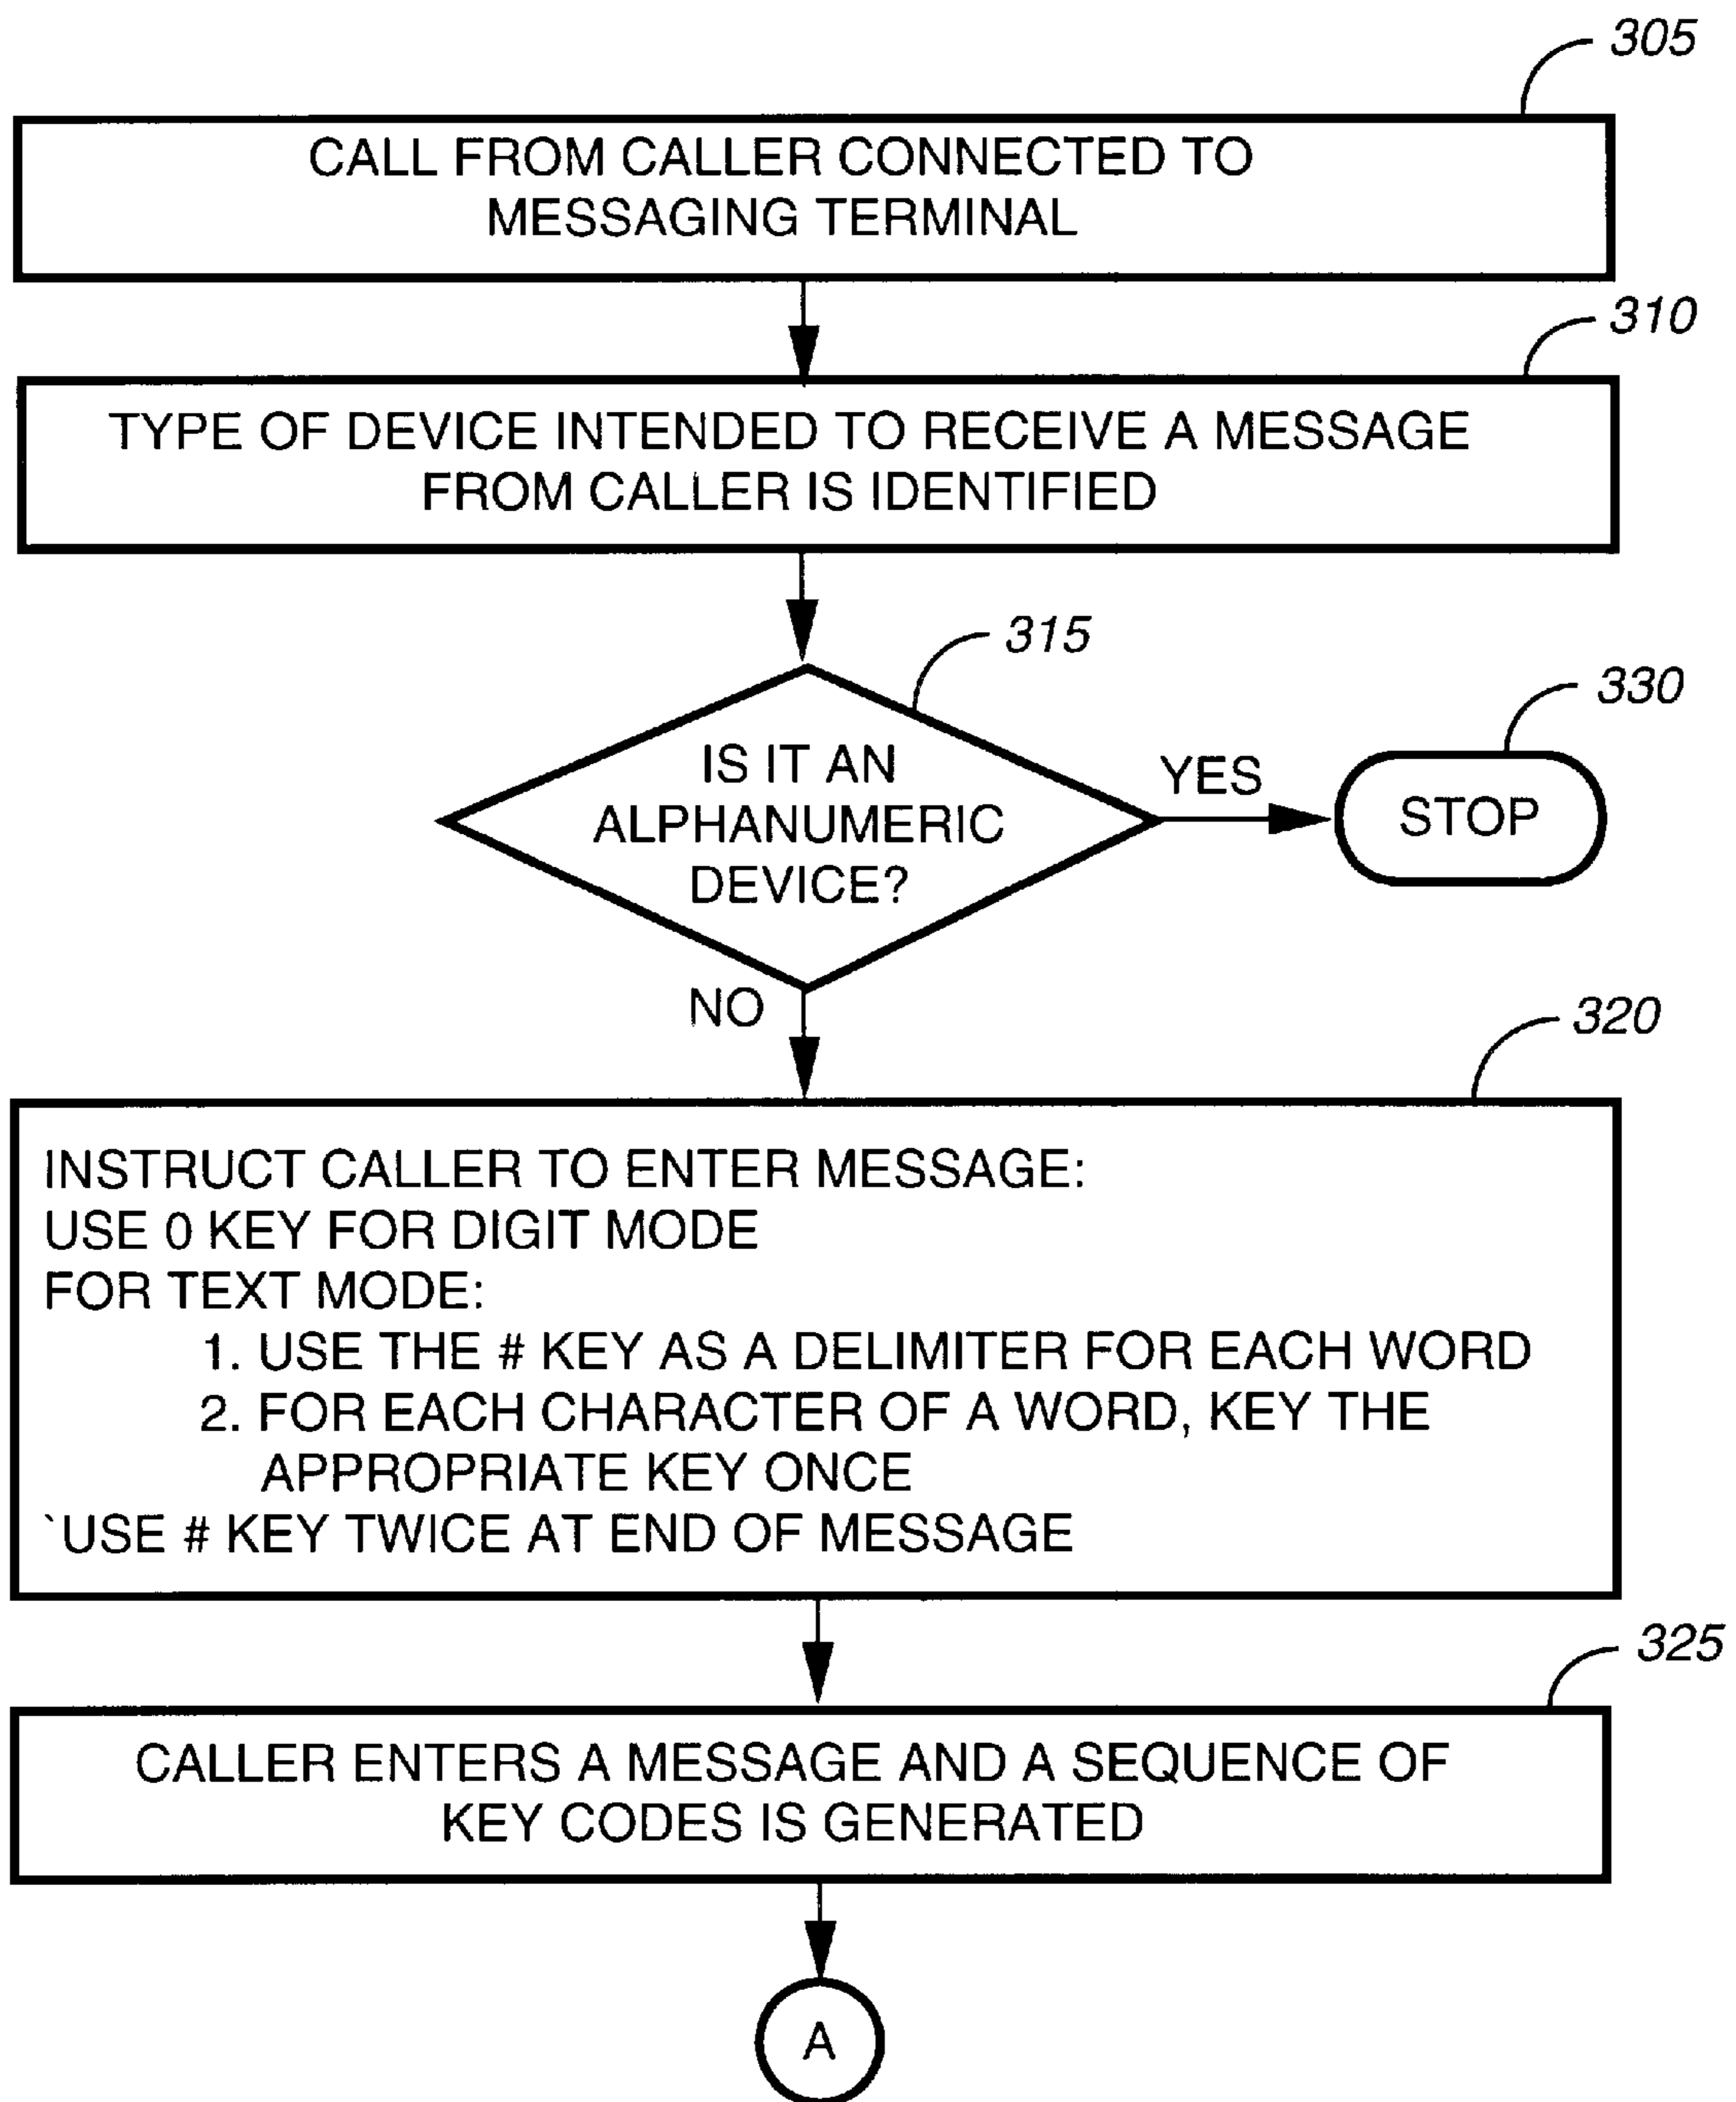 305
CALL FROM CALLER CONNECTED TO
MESSAGING TERMINAL
310
TYPE OF DEVICE INTENDED TO RECEIVE A MESSAGE
FROM CALLER IS IDENTIFIED
315
IS IT AN
ALPHANUMERIC
DEVICE?
YES
330
STOP
NO
320
INSTRUCT CALLER TO ENTER MESSAGE:
USE 0 KEY FOR DIGIT MODE
FOR TEXT MODE:
1. USE THE # KEY AS A DELIMITER FOR EACH WORD
2. FOR EACH CHARACTER OF A WORD, KEY THE
APPROPRIATE KEY ONCE
`USE # KEY TWICE AT END OF MESSAGE
325
CALLER ENTERS A MESSAGE AND A SEQUENCE OF
KEY CODES IS GENERATED
A